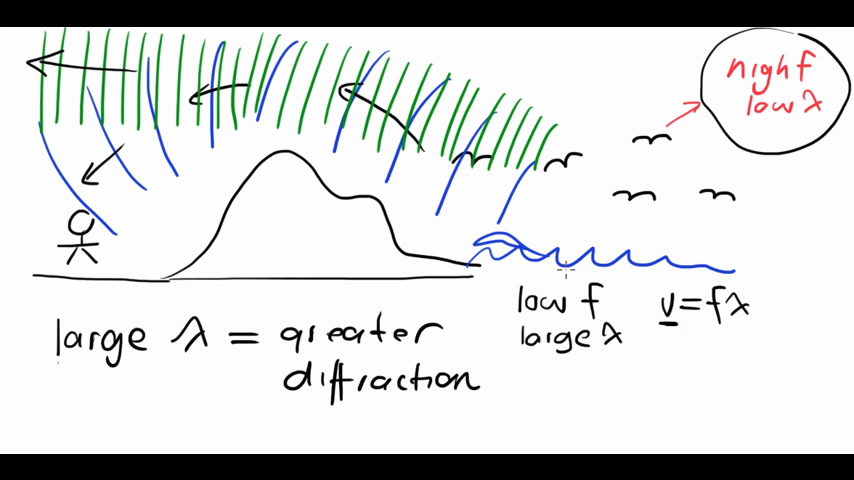 high f
low λ
low f
large λ
v=fλ
large λ = greater
diffraction